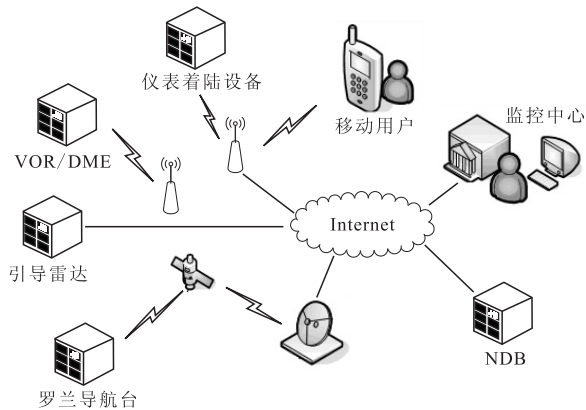 仪表着陆设备
移动用户
监控中心
VOR/DME
Internet
引导雷达
NDB
罗兰导航台